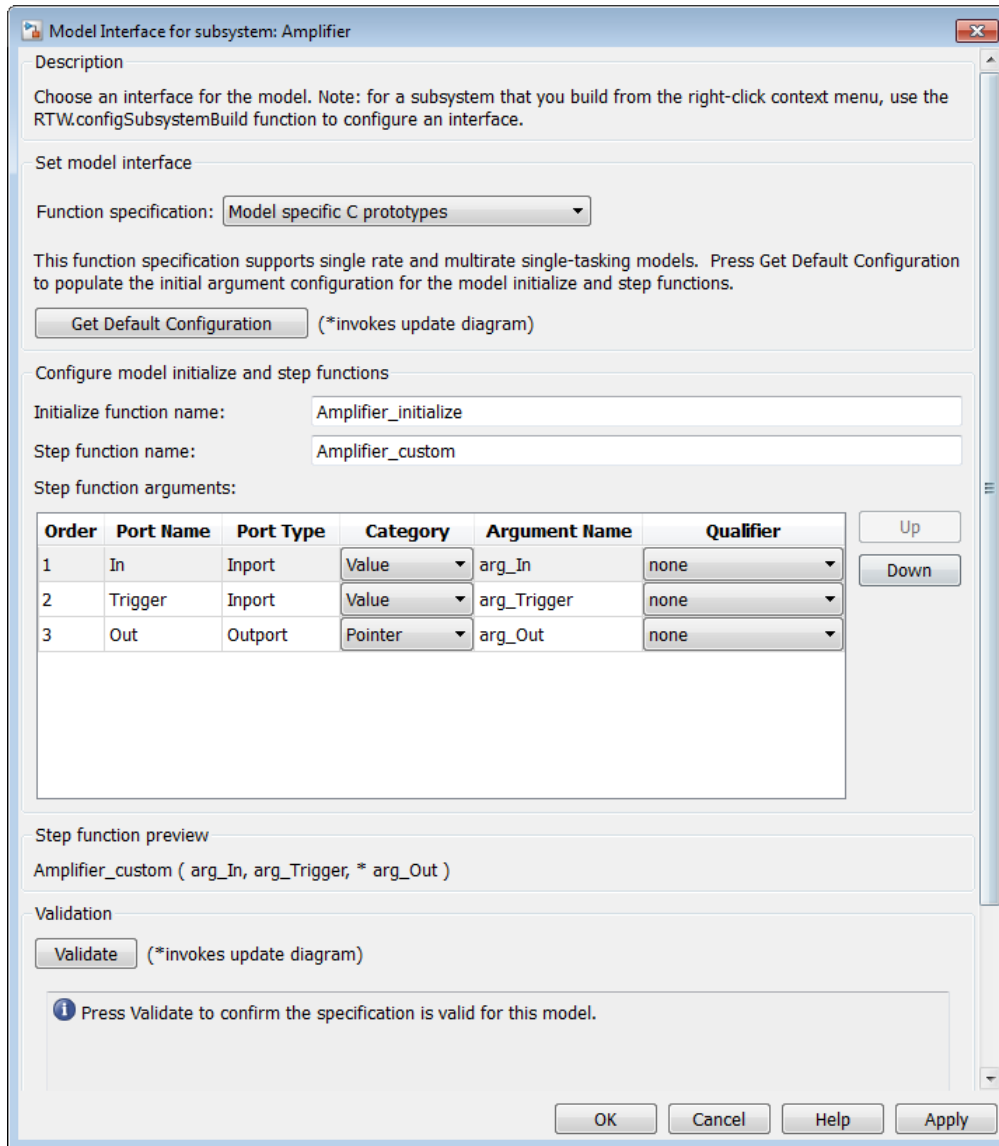 Model Interface for subsystem: Amplifier
Description
Choose an interface for the model. Note: for a subsystem that you build from the right-click context menu, use the
RTW.configSubsystemBuild function to configure an interface.
Set model interface
Function specification: Model specific C prototypes
This function specification supports single rate and multirate single-tasking models. Press Get Default Configuration
to populate the initial argument configuration for the model initialize and step functions.
Get Default Configuration (*invokes update diagram)
Configure model initialize and step functions
Initialize function name: Amplifier_initialize
Step function name: Amplifier_custom
Step function arguments:
Order Port Name Port Type Category Argument Name Qualifier Up
1 In Inport Value arg_In none Down
2 Trigger Inport Value arg_Trigger none
3 Out Outport Pointer arg_Out none
Step function preview
Amplifier_custom ( arg_In, arg_Trigger, * arg_Out )
Validation
Validate (*invokes update diagram)
Press Validate to confirm the specification is valid for this model.
OK Cancel Help Apply